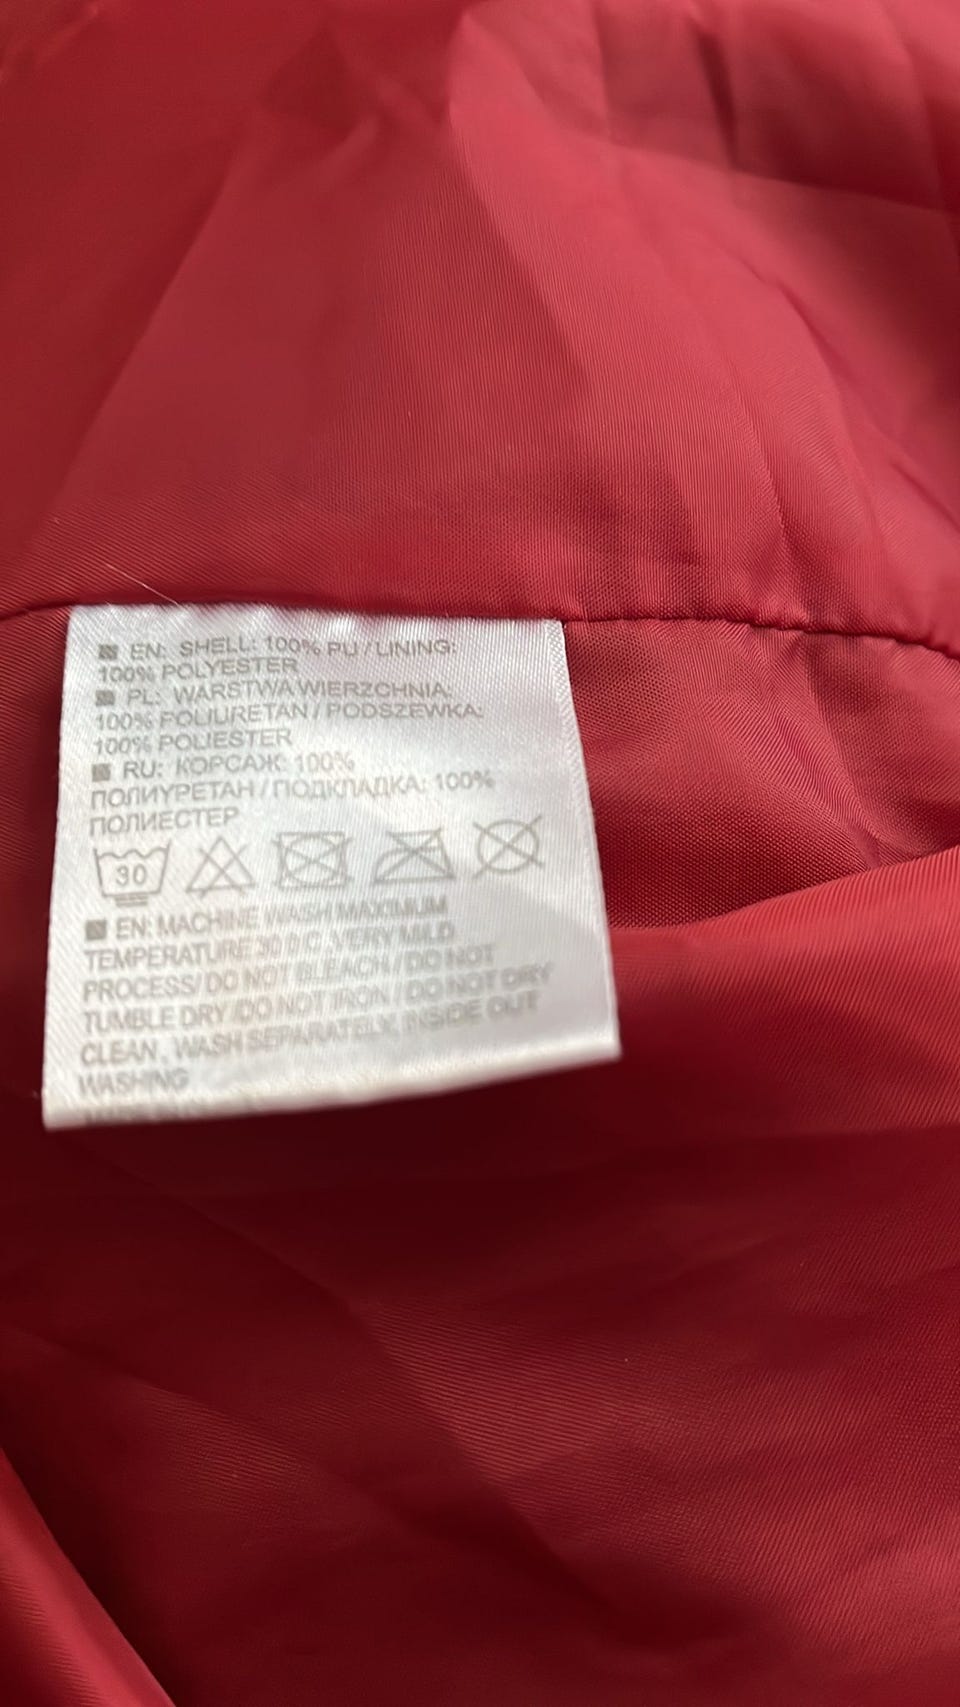 EN: SHELL: 100% PU / LINING:
100% POLYESTER
PL: WARSTWA WIERZCHNIA:
100% POLIURETAN / PODSZEWKA:
100% POLIESTER
RU: КОРСАЖ: 100%
ПОЛИУРЕТАН / ПОДКЛАДКА: 100%
ПОЛИЕСТЕР
30
EN: MACHINE WASH MAXIMUM
TEMPERATURE 30 0 C, VERY MILD
PROCESS/ DO NOT BLEACH / DO NOT
TUMBLE DRY /DO NOT IRON / DO NOT DRY
CLEAN , WASH SEPARATELY, INSIDE OUT
WASHING